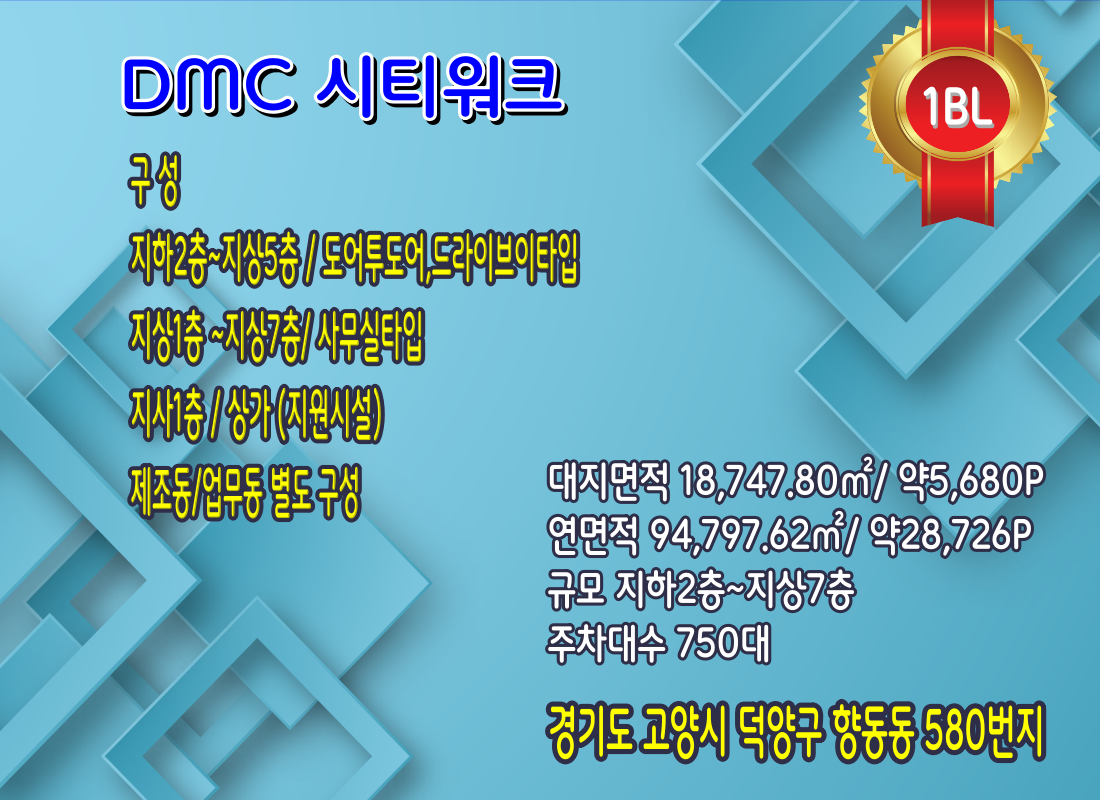 DMC 시티워크
1BL
구 성
지하2층~지상5층 / 도어투도어,드라이브이타입
지상1층 ~지상7층/ 사무실타입
지사1층 / 상가 (지원시설)
제조동/업무동 별도 구성
대지면적 18,747.80㎡/ 약5,680P
연면적 94,797.62㎡/ 약28,726P
규모 지하2층~지상7층
주차대수 750대
경기도 고양시 덕양구 향동동 580번지